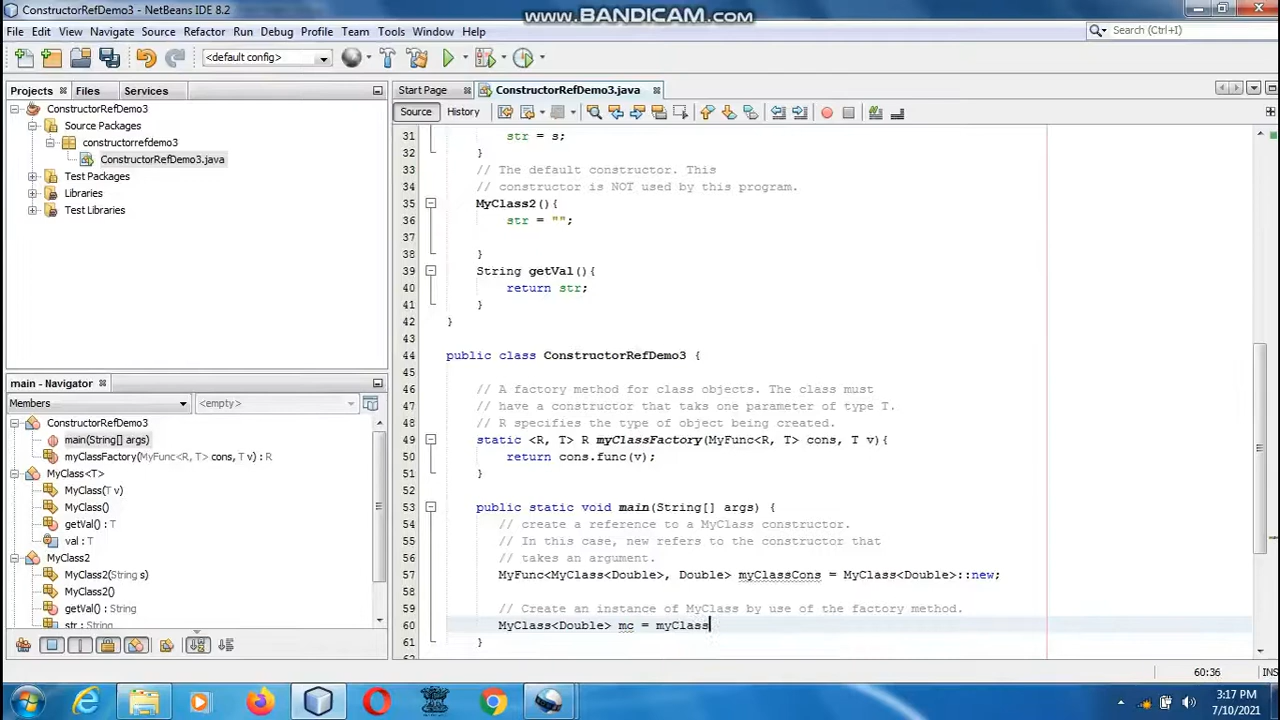 ConstructorRefDemo3 - NetBeans IDE 8.2
www.BANDICAM.com
File Edit View Navigate Source Refactor Run Debug Profile Team Tools Window Help
Search (Ctrl+I)
<default config>
Projects Files Services
Start Page ConstructorRefDemo3.java
Source History
ConstructorRefDemo3
Source Packages
constructorrefdemo3
ConstructorRefDemo3.java
Test Packages
Libraries
Test Libraries
main - Navigator
Members <empty>
ConstructorRefDemo3
main(String[] args)
myClassFactory(MyFunc<R, T> cons, T v) : R
MyClass<T>
MyClass(T v)
MyClass()
getVal() : T
val : T
MyClass2
MyClass2(String s)
MyClass2()
getVal() : String
str : String
31 str = s;
32 }
33 // The default constructor. This
34 // constructor is NOT used by this program.
35 MyClass2(){
36 str = "";
37
38 }
39 String getVal(){
40 return str;
41 }
42 }
43
44 public class ConstructorRefDemo3 {
45
46 // A factory method for class objects. The class must
47 // have a constructor that taks one parameter of type T.
48 // R specifies the type of object being created.
49 static <R, T> R myClassFactory(MyFunc<R, T> cons, T v){
50 return cons.func(v);
51 }
52
53 public static void main(String[] args) {
54 // create a reference to a MyClass constructor.
55 // In this case, new refers to the constructor that
56 // takes an argument.
57 MyFunc<MyClass<Double>, Double> myClassCons = MyClass<Double>::new;
58
59 // Create an instance of MyClass by use of the factory method.
60 MyClass<Double> mc = myClass
61 }
62
60:36 INS
3:17 PM
7/10/2021